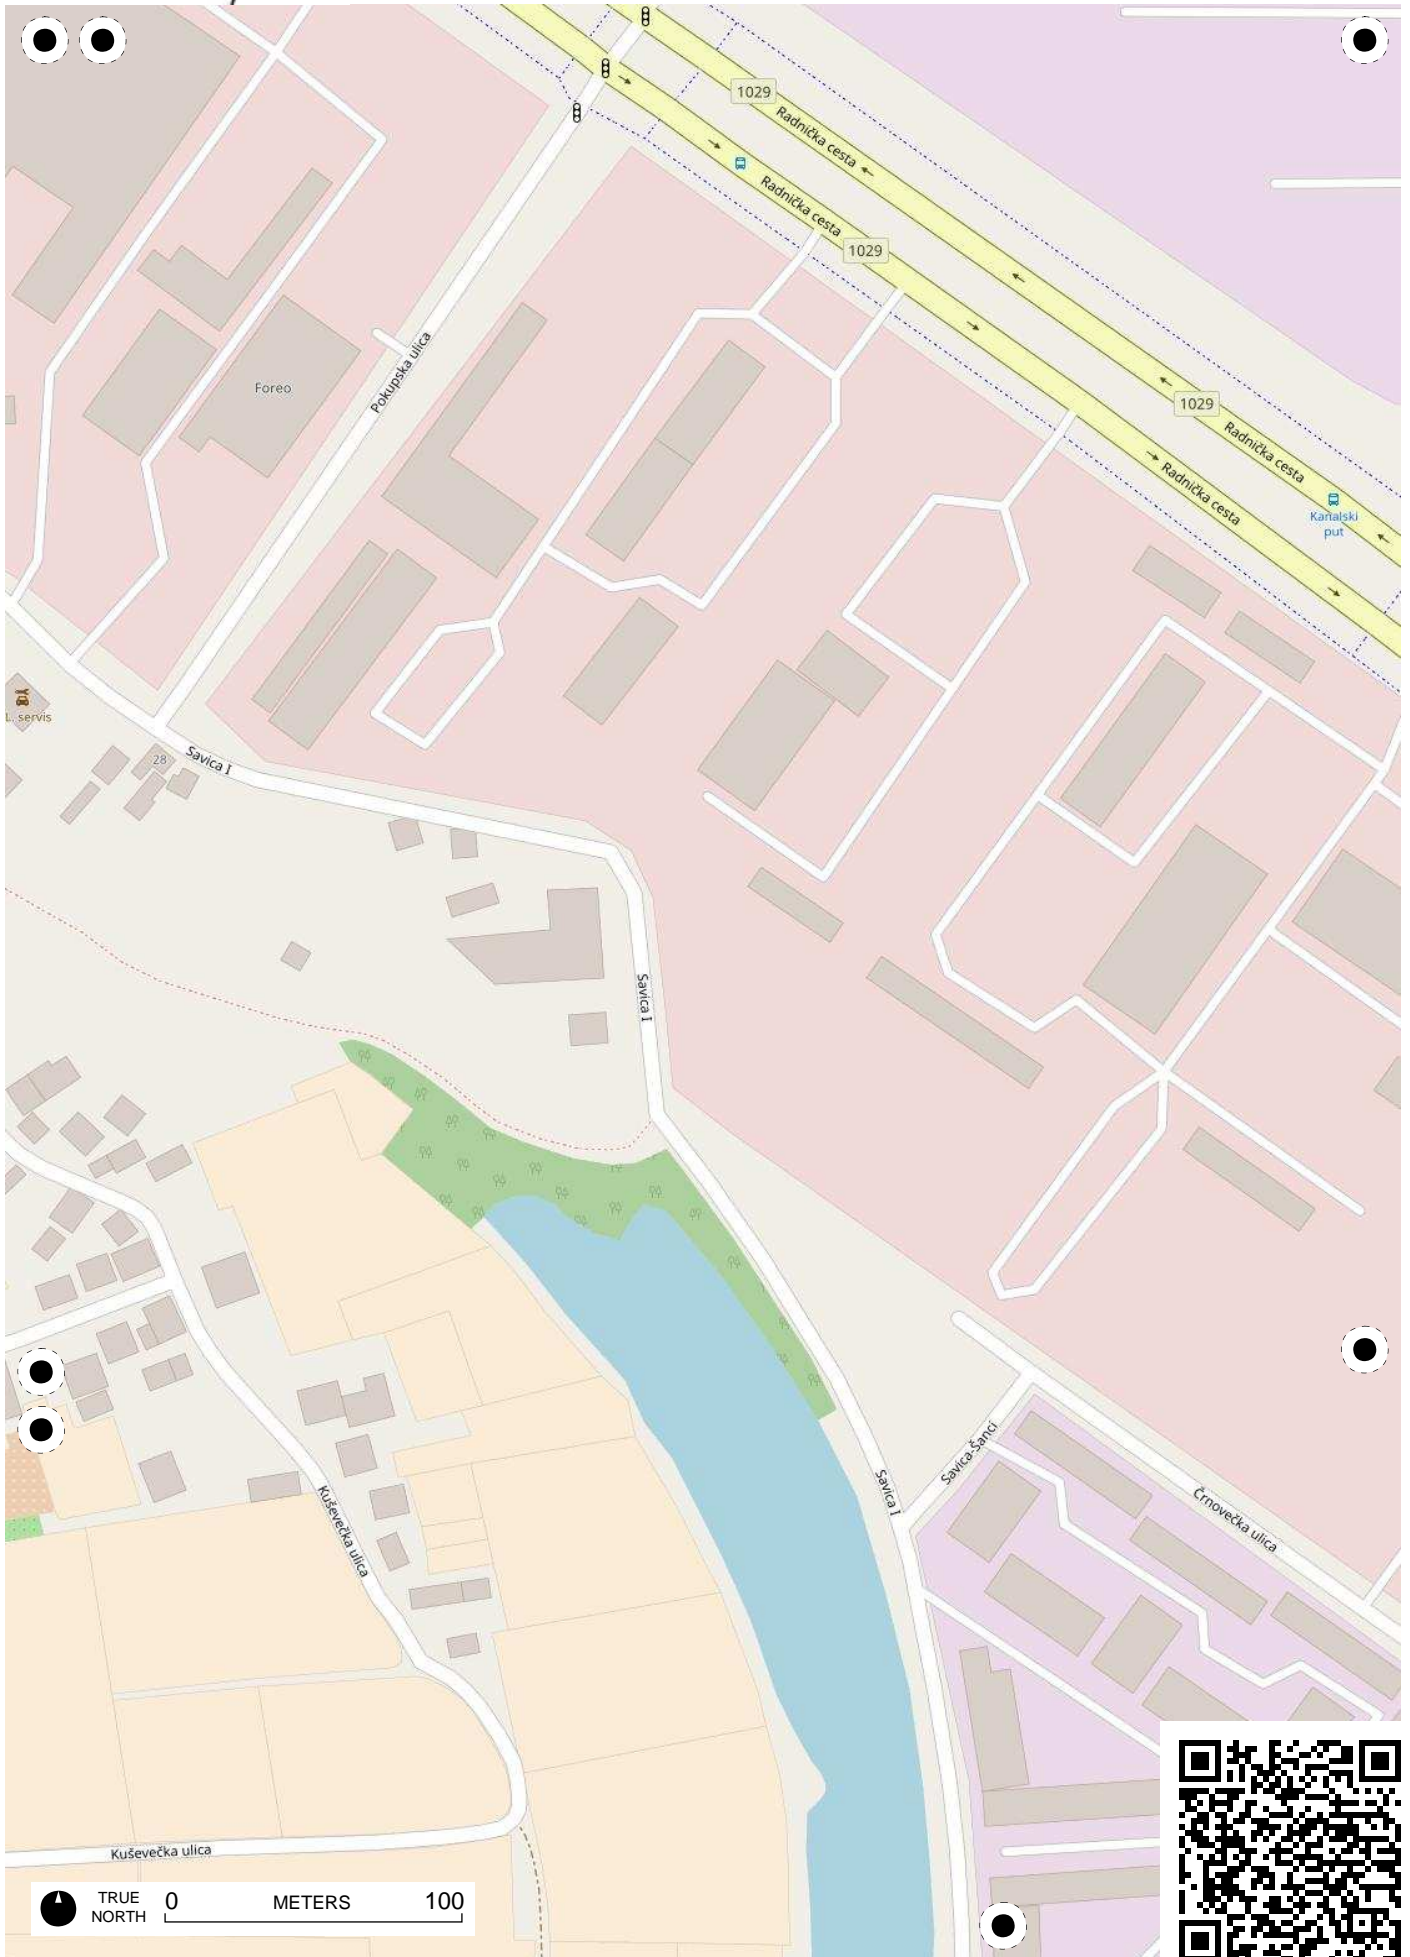 1029
Radnička cesta
Radnička cesta
1029
Pokupska ulica
Foreo
1029
Radnička cesta
Radnička cesta
Kanalski
put
L. servis
28
Savica I
Savica I
Savica-Šanci
Savica I
Črnovečka ulica
Kuševečka ulica
Kuševečka ulica
TRUE
NORTH
0 METERS 100